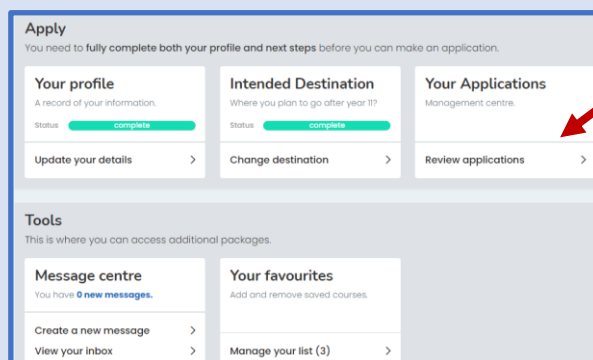 Apply
You need to fully complete both your profile and next steps before you can make an application.
Your profile
A record of your information.
Status complete
Update your details
Intended Destination
Where you plan to go after year 11?
Status complete
Change destination
Your Applications
Management centre.
Review applications
Tools
This is where you can access additional packages.
Message centre
You have 0 new messages.
Create a new message
View your inbox
Your favourites
Add and remove saved courses.
Manage your list (3)